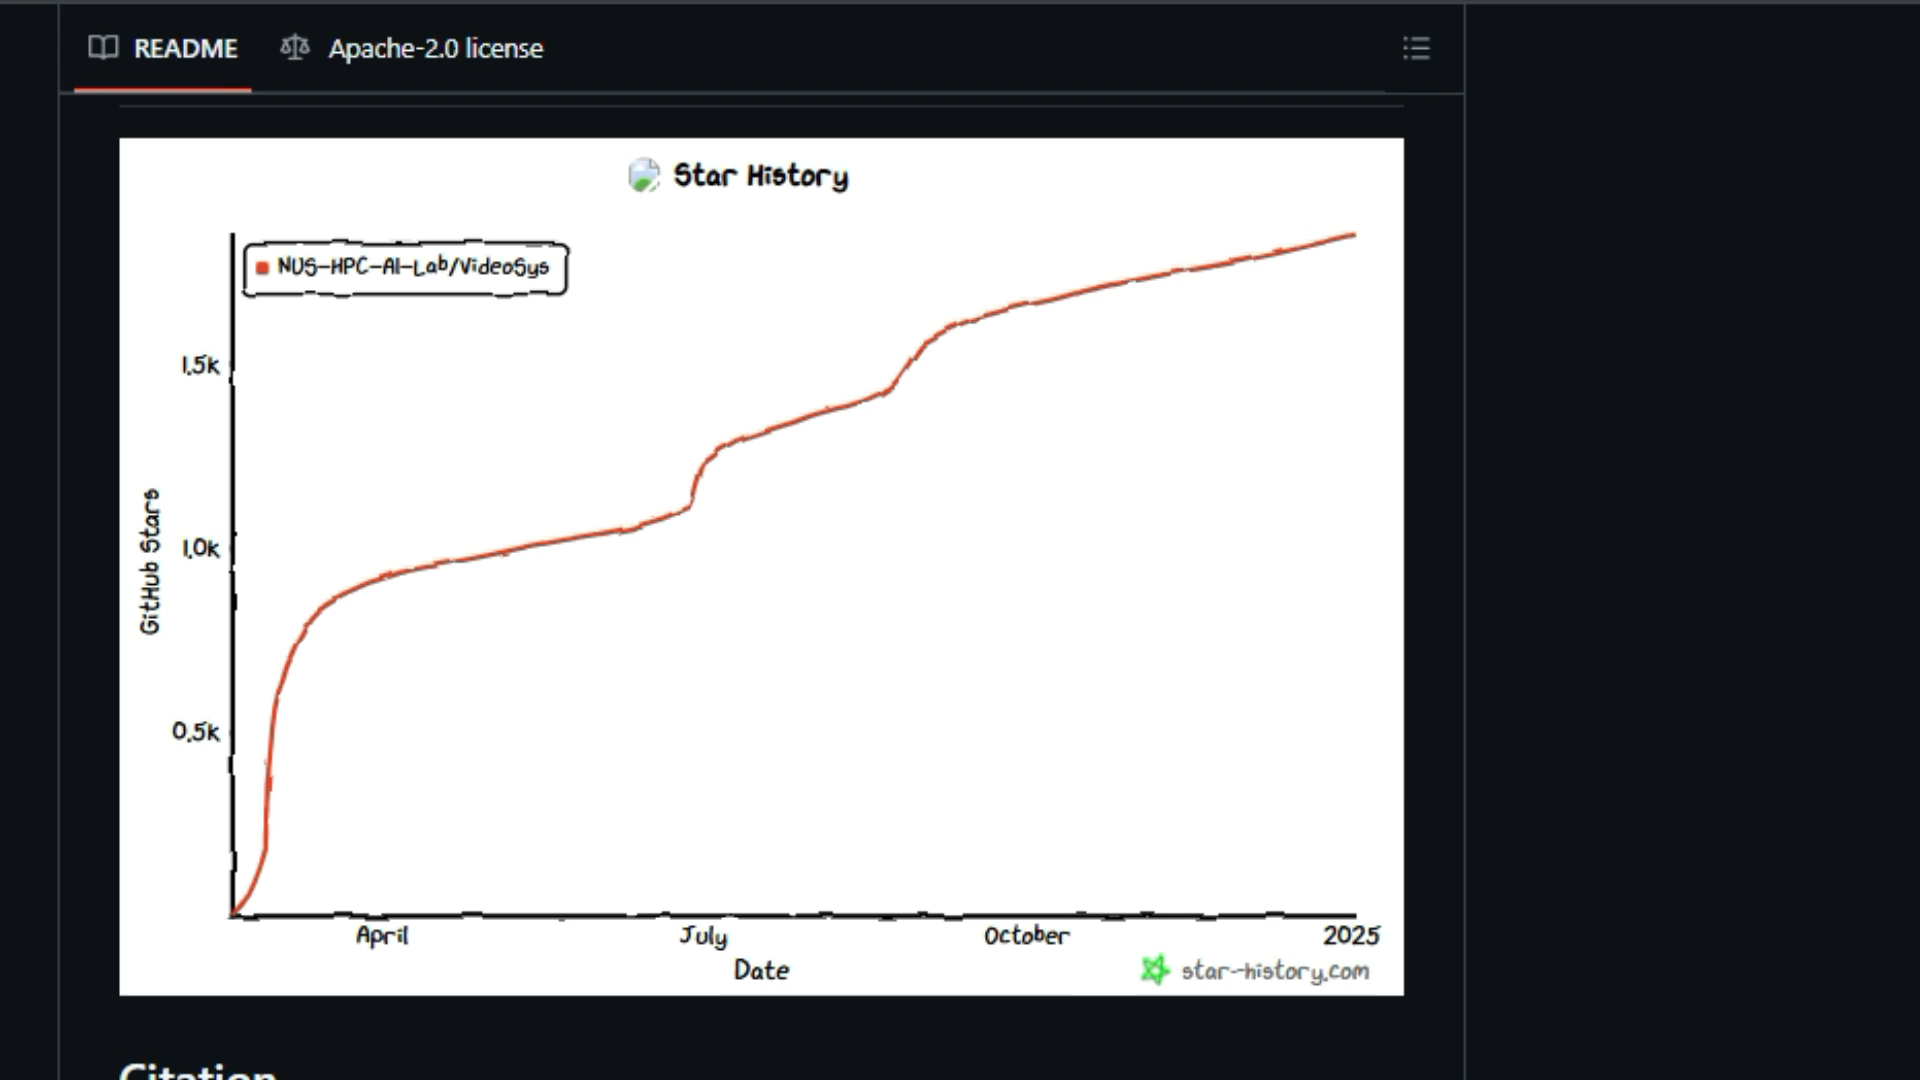 README
Apache-2.0 license
Star History
NUS-HPC-AI-Lab/VideoSys
1.5k
1.0k
0.5k
GitHub Stars
April
July
October
2025
Date
star-history.com
Citation